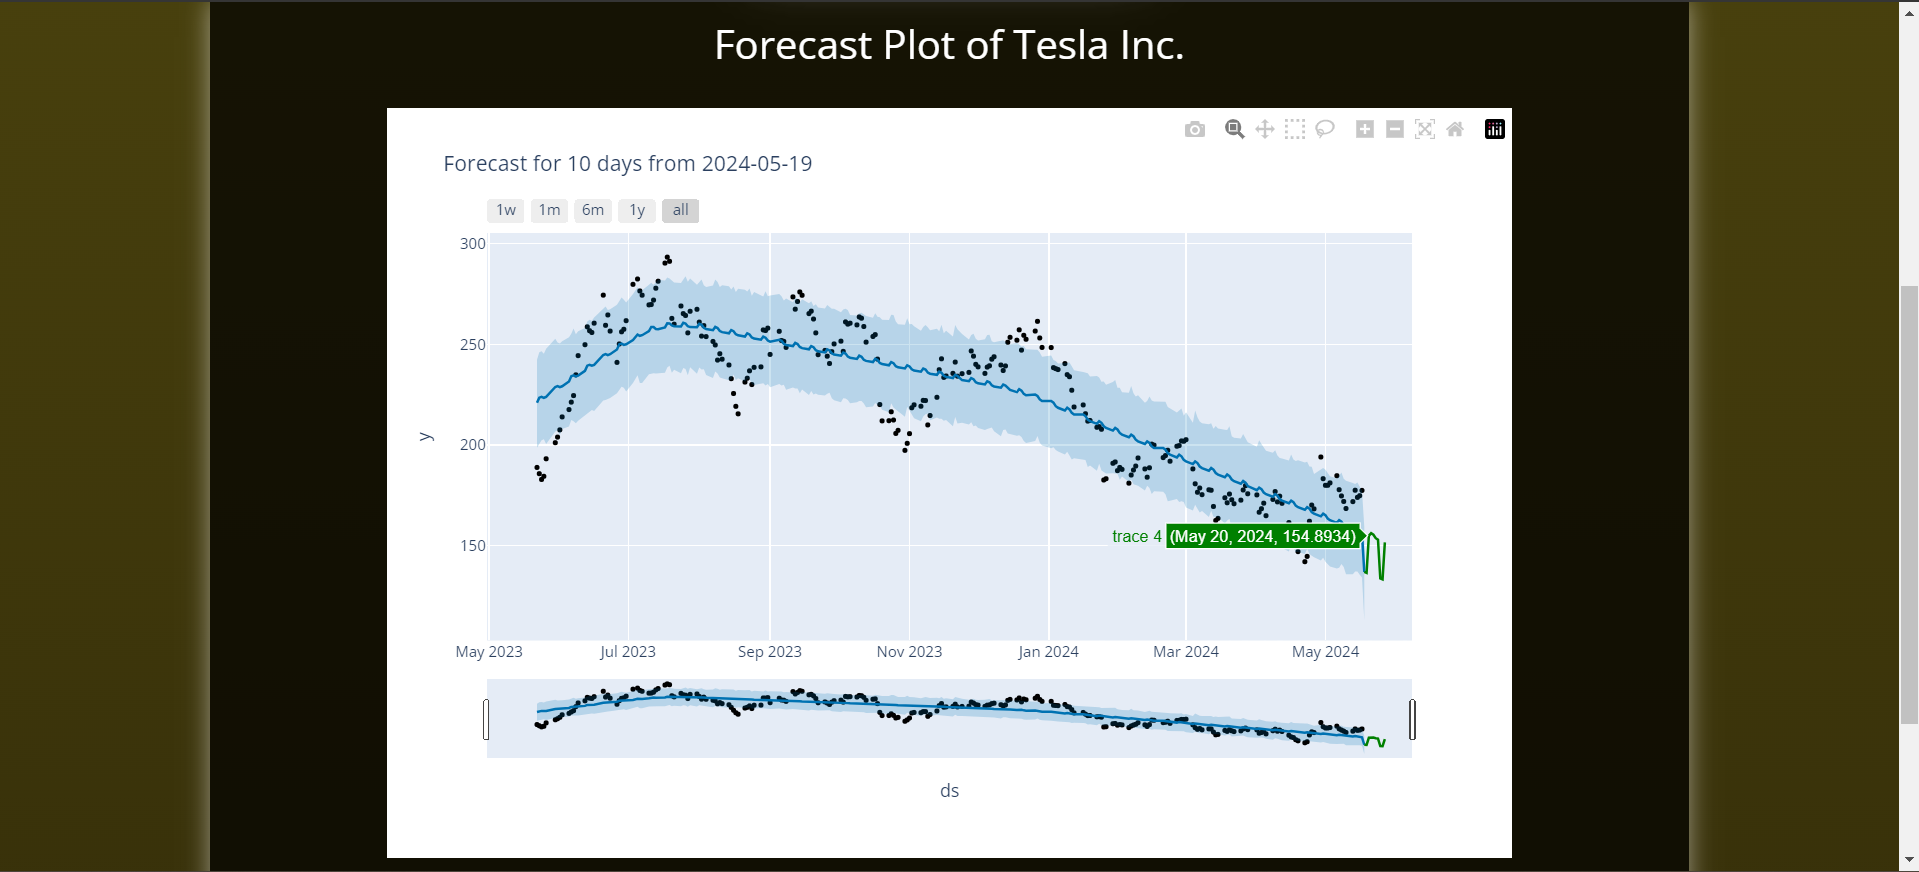 Forecast Plot of Tesla Inc.
Forecast for 10 days from 2024-05-19
1w 1m 6m 1y all
300
250
y
200
trace 4 (May 20, 2024, 154.8934)
150
May 2023 Jul 2023 Sep 2023 Nov 2023 Jan 2024 Mar 2024 May 2024
ds